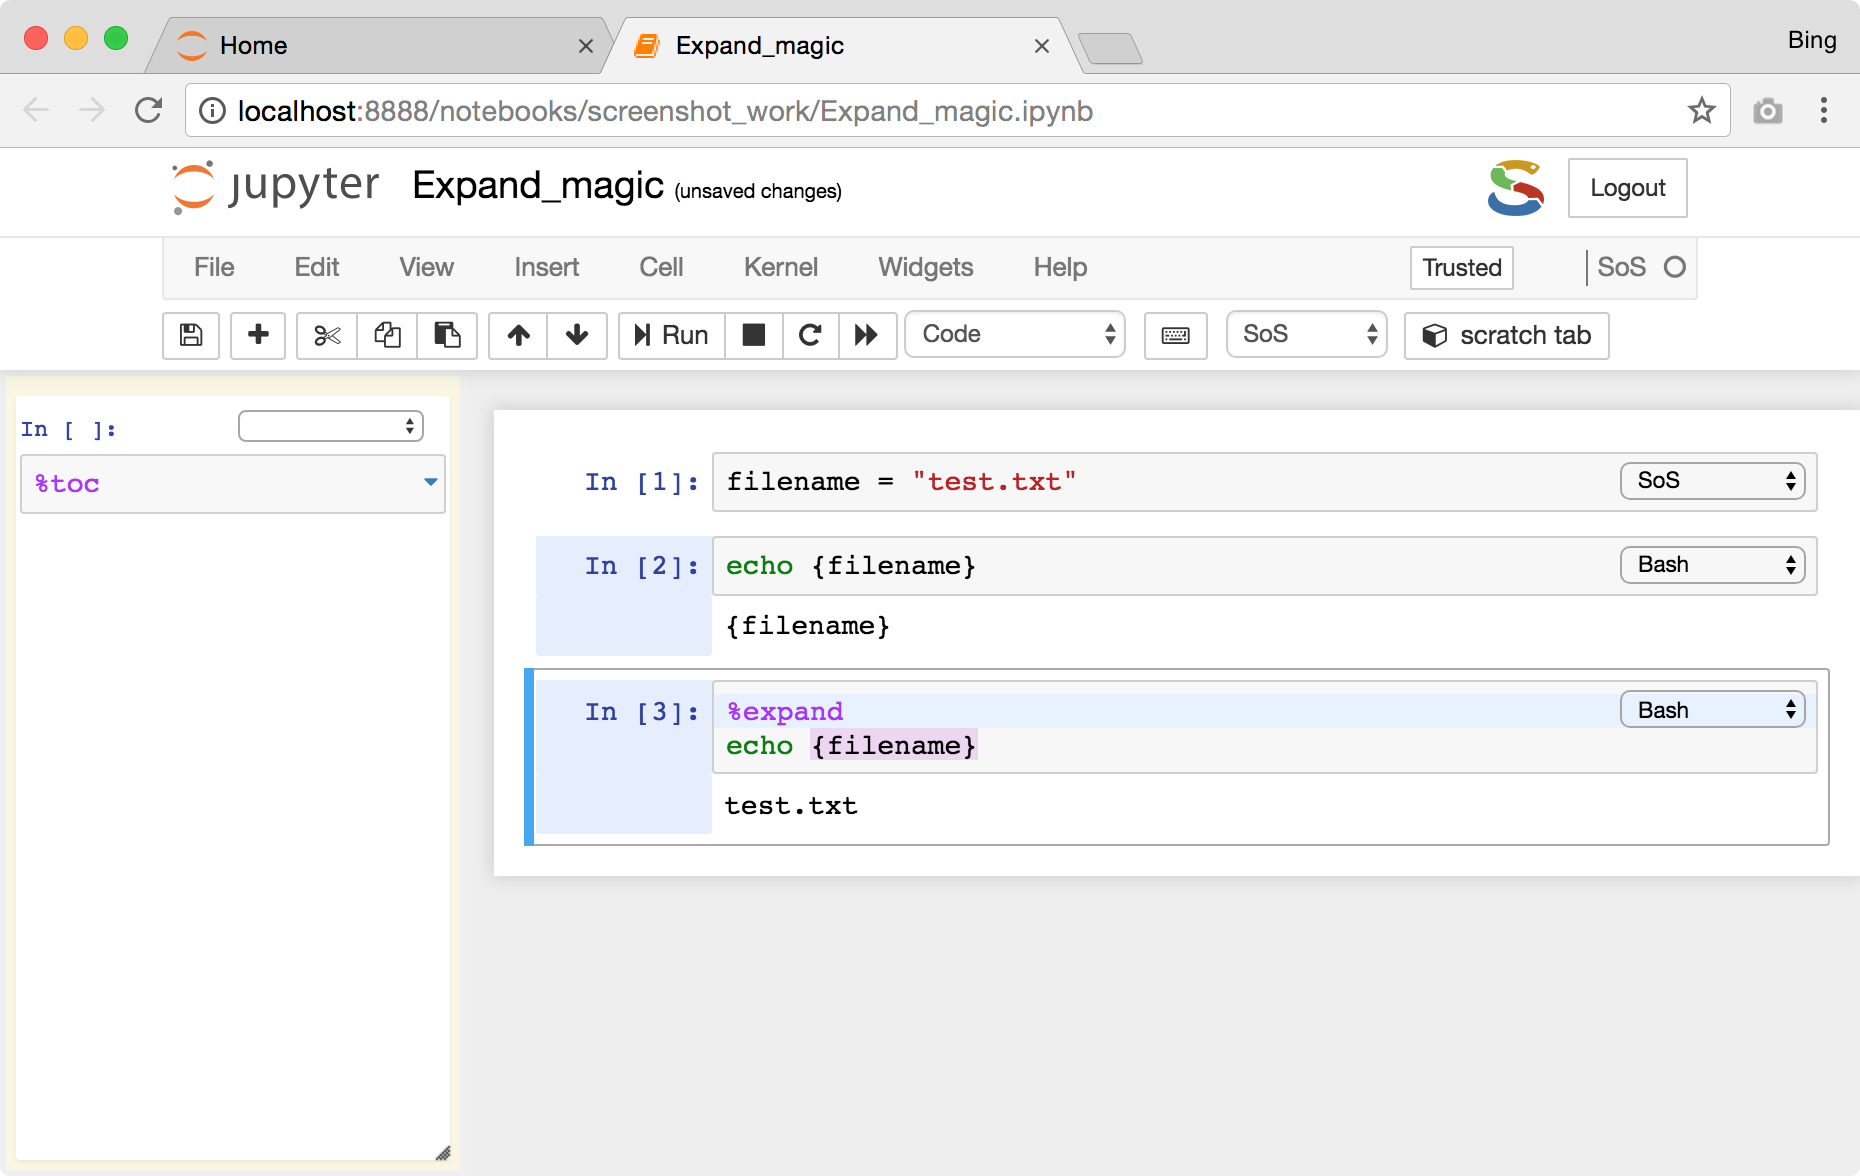 Home
Expand_magic
Bing
localhost:8888/notebooks/screenshot_work/Expand_magic.ipynb
jupyter Expand_magic (unsaved changes)
Logout
File Edit View Insert Cell Kernel Widgets Help Trusted SoS
Run Code SoS scratch tab
In [ ]:
%toc
In [1]: filename = "test.txt" SoS
In [2]: echo {filename} Bash
{filename}
In [3]: %expand Bash
echo {filename}
test.txt